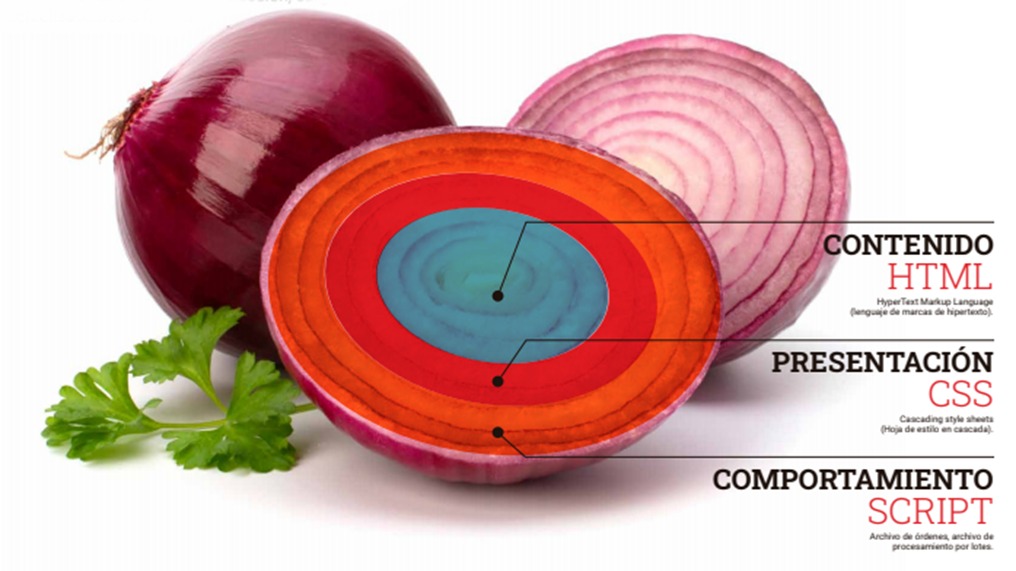 CONTENIDO
HTML
HyperText Markup Language
(lenguaje de marcas de hipertexto).
PRESENTACIÓN
CSS
Cascading style sheets
(Hoja de estilo en cascada).
COMPORTAMIENTO
SCRIPT
Archivo de órdenes, archivo de
procesamiento por lotes.